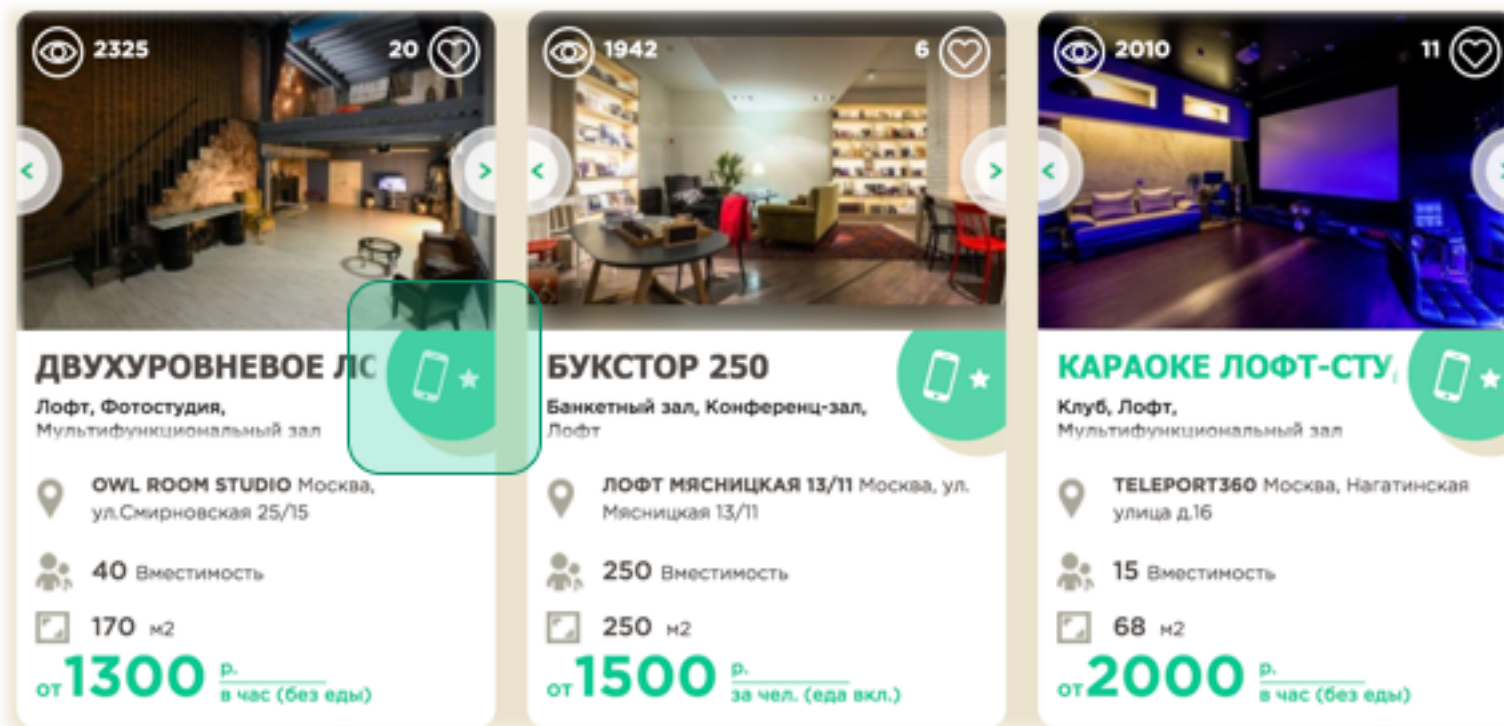 2325 20
ДВУХУРОВНЕВОЕ
Лофт, Фотостудия,
Мультифункциональный зал
OWL ROOM STUDIO Москва,
ул.Смирновская 25/15
40 Вместимость
170 м2
от 1300 р.
в час (без еды)
1942 6
БУКСТОР 250
Банкетный зал, Конференц-зал,
Лофт
ЛОФТ МЯСНИЦКАЯ 13/11 Москва, ул.
Мясницкая 13/11
250 Вместимость
250 м2
от 1500 р.
за чел. (еда вкл.)
2010 11
КАРАОКЕ ЛОФТ-СТУ
Клуб, Лофт,
Мультифункциональный зал
TELEPORT360 Москва, Нагатинская
улица д.16
15 Вместимость
68 м2
от 2000 р.
в час (без еды)